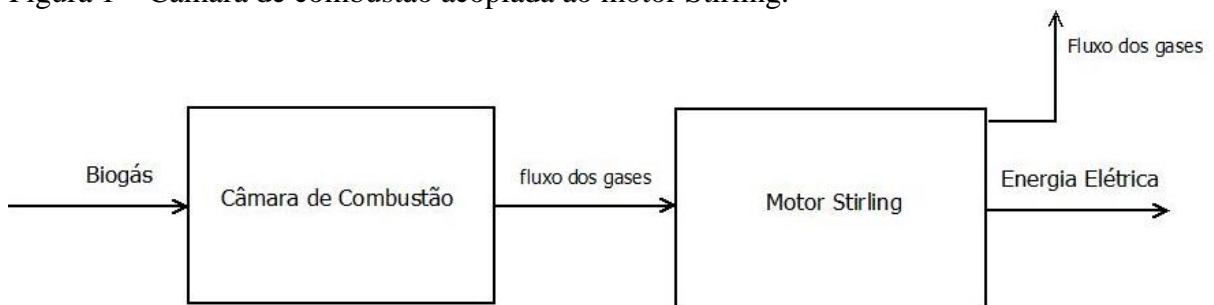 Figura 1 – Câmara de combustão acoplada ao motor Stirling.
Fluxo dos gases
Biogás
Câmara de Combustão
fluxo dos gases
Motor Stirling
Energia Elétrica